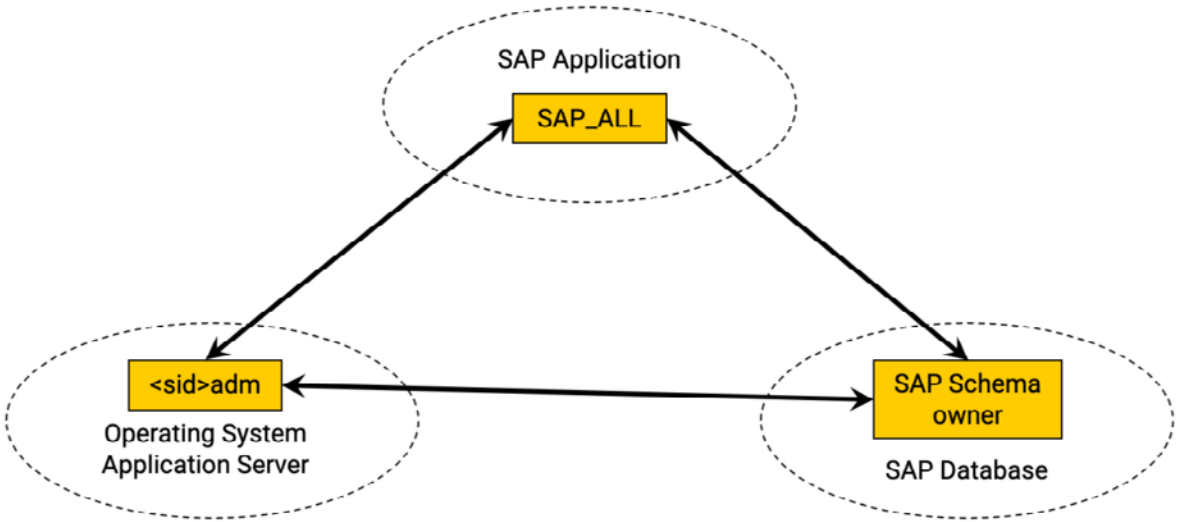 SAP Application
SAP_ALL
<sid>adm
Operating System
Application Server
SAP Schema
owner
SAP Database